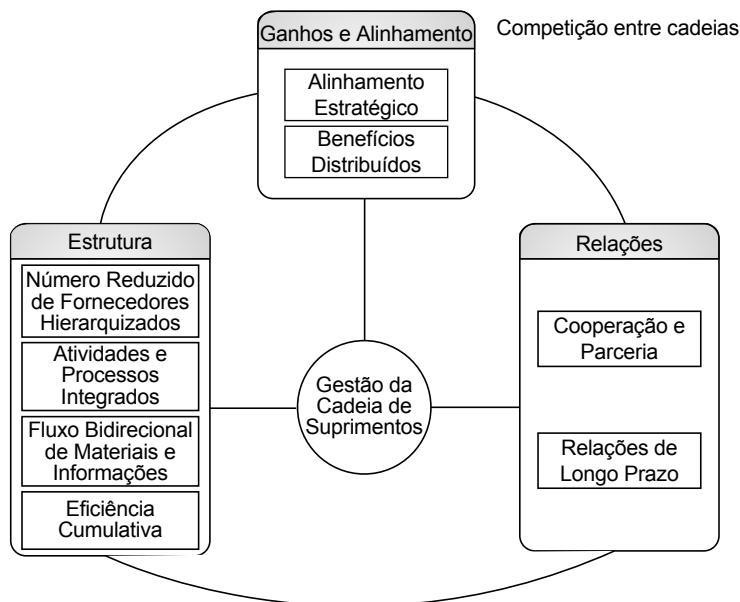 Ganhos e Alinhamento
Competição entre cadeias
Alinhamento
Estratégico
Benefícios
Distribuídos
Estrutura
Número Reduzido
de Fornecedores
Hierarquizados
Atividades e
Processos
Integrados
Fluxo Bidirecional
de Materiais e
Informações
Eficiência
Cumulativa
Gestão da
Cadeia de
Suprimentos
Relações
Cooperação e
Parceria
Relações de
Longo Prazo